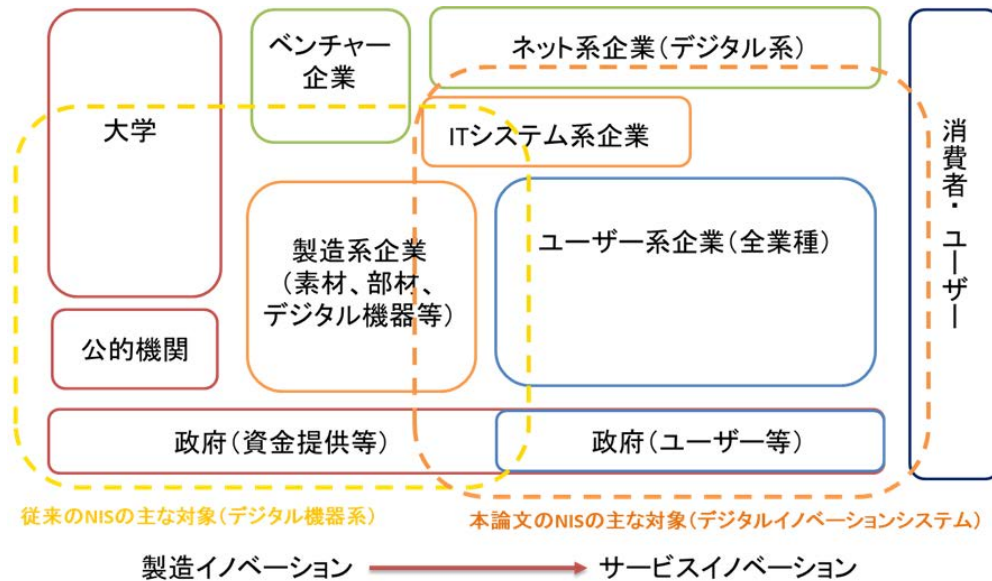 大学
ベンチャー
企業
ネット系企業(デジタル系)
ITシステム系企業
消費者・ユーザー
製造系企業
(素材、部材、
デジタル機器等)
ユーザー系企業(全業種)
公的機関
政府(資金提供等)
政府(ユーザー等)
従来のNISの主な対象(デジタル機器系)
本論文のNISの主な対象(デジタルイノベーションシステム)
製造イノベーション
サービスイノベーション